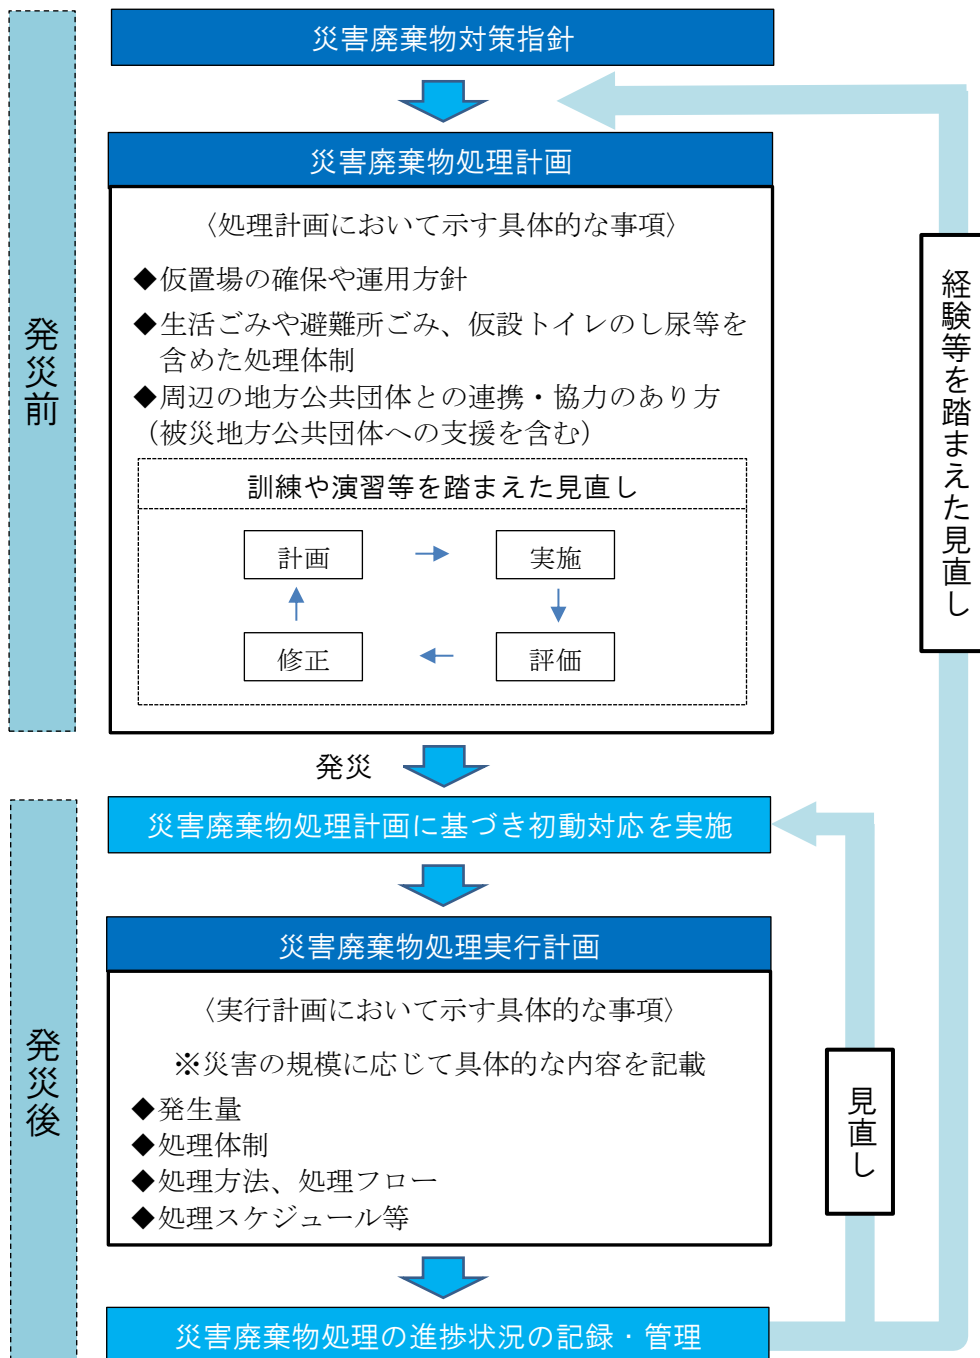 災害廃棄物対策指針
発災前
災害廃棄物処理計画
〈処理計画において示す具体的な事項〉
◆仮置場の確保や運用方針
◆生活ごみや避難所ごみ、仮設トイレのし尿等を
含めた処理体制
◆周辺の地方公共団体との連携・協力のあり方
（被災地方公共団体への支援を含む）
訓練や演習等を踏まえた見直し
計画
実施
修正
評価
経験等を踏まえた見直し
発災
発災後
災害廃棄物処理計画に基づき初動対応を実施
災害廃棄物処理実行計画
〈実行計画において示す具体的な事項〉
※災害の規模に応じて具体的な内容を記載
◆発生量
◆処理体制
◆処理方法、処理フロー
◆処理スケジュール等
見直し
災害廃棄物処理の進捗状況の記録・管理